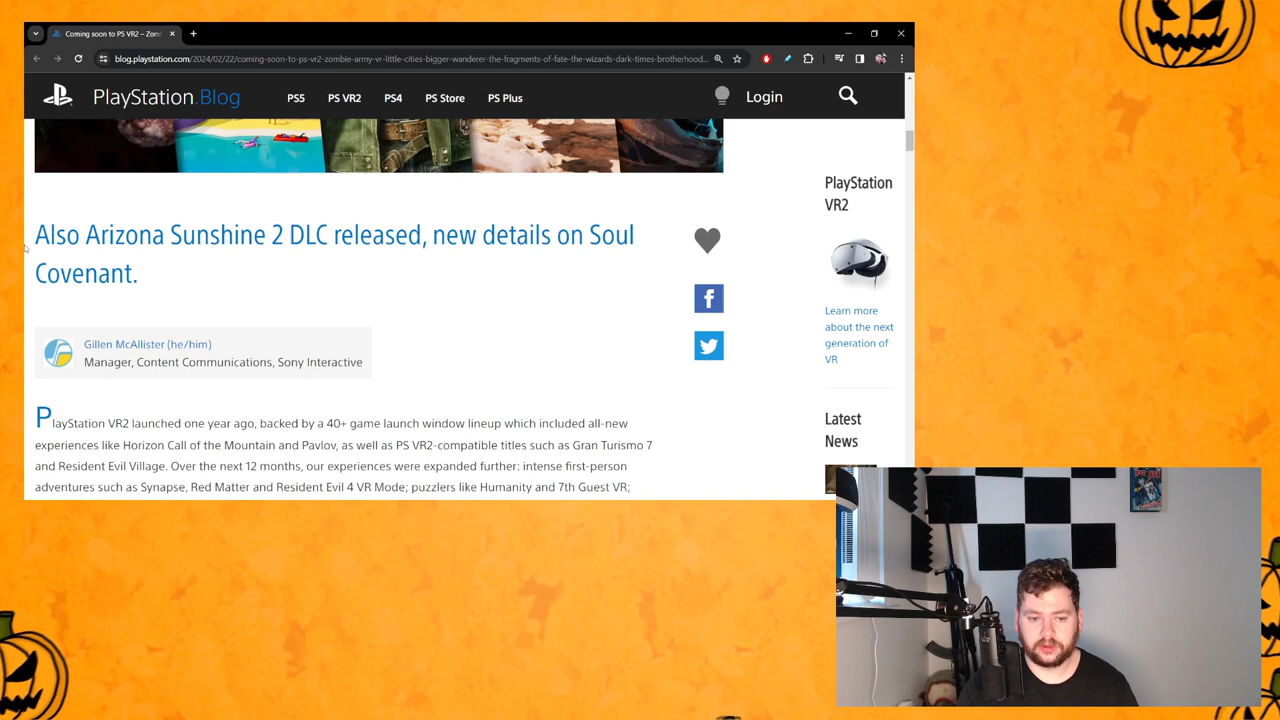 Coming soon to PS VR2 – Zom
blog.playstation.com/2024/02/22/coming-soon-to-ps-vr2-zombie-army-vr-little-cities-bigger-wanderer-the-fragments-of-fate-the-wizards-dark-times-brotherhood...
PlayStation.Blog
PS5
PS VR2
PS4
PS Store
PS Plus
Login
Also Arizona Sunshine 2 DLC released, new details on Soul
Covenant.
Gillen McAllister (he/him)
Manager, Content Communications, Sony Interactive
PlayStation VR2 launched one year ago, backed by a 40+ game launch window lineup which included all-new
experiences like Horizon Call of the Mountain and Pavlov, as well as PS VR2-compatible titles such as Gran Turismo 7
and Resident Evil Village. Over the next 12 months, our experiences were expanded further: intense first-person
adventures such as Synapse, Red Matter and Resident Evil 4 VR Mode; puzzlers like Humanity and 7th Guest VR;
PlayStation
VR2
Learn more
about the next
generation of
VR
Latest
News